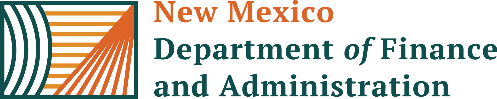 New Mexico
Department of Finance
and Administration